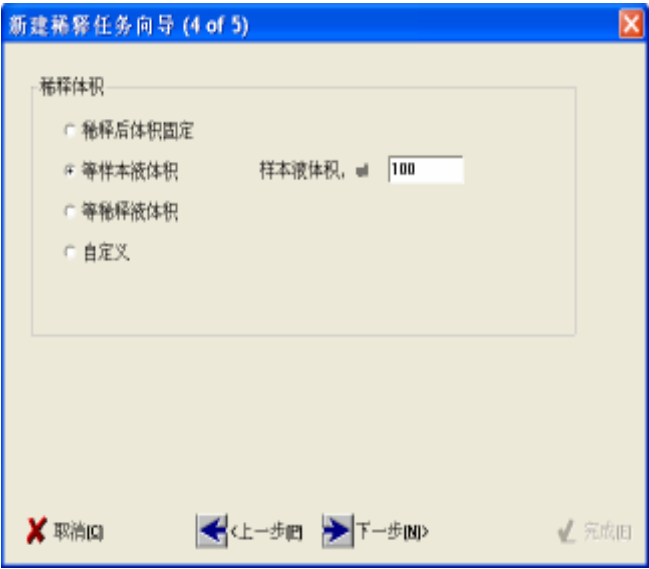 新建稀释任务向导 (4 of 5)
稀释体积
稀释后体积固定
等样本液体积 样本液体积, ul 100
等稀释液体积
自定义
取消(C) <上一步(P) 下一步(N)> 完成(F)